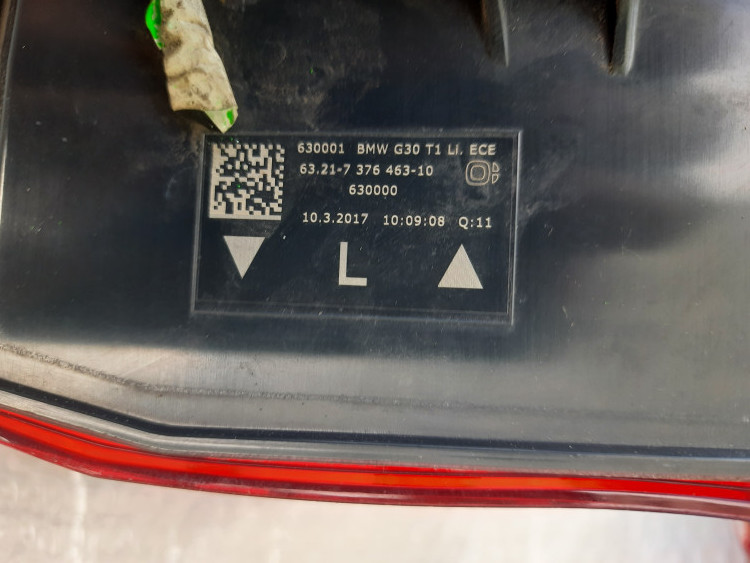 630001 BMW G30 T1 LI. ECE
63.21-7 376 463-10
630000
10.3.2017 10:09:08 Q:11
L